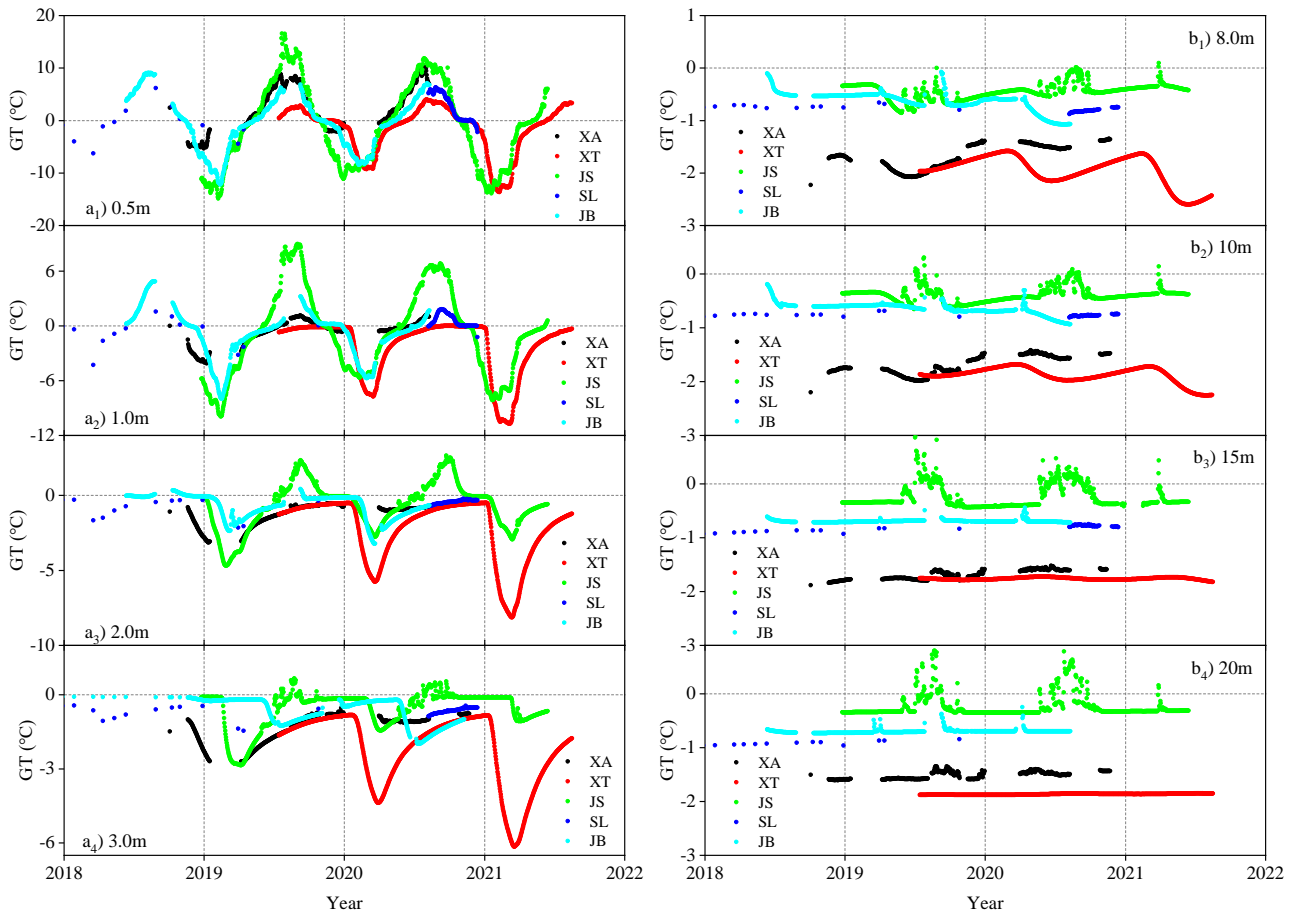 20
10
0
-10
-20
GT (°C)
XA
XT
JS
SL
JB
a1) 0.5m
6
0
-6
-12
GT (°C)
XA
XT
JS
SL
JB
a2) 1.0m
0
-5
-10
GT (°C)
XA
XT
JS
SL
JB
a3) 2.0m
0
-3
-6
GT (°C)
XA
XT
JS
SL
JB
a4) 3.0m
2018 2019 2020 2021 2022
Year
1
0
-1
-2
-3
GT (°C)
b1) 8.0m
XA
XT
JS
SL
JB
0
-1
-2
-3
GT (°C)
b2) 10m
XA
XT
JS
SL
JB
0
-1
-2
-3
GT (°C)
b3) 15m
XA
XT
JS
SL
JB
0
-1
-2
-3
GT (°C)
b4) 20m
XA
XT
JS
SL
JB
2018 2019 2020 2021 2022
Year